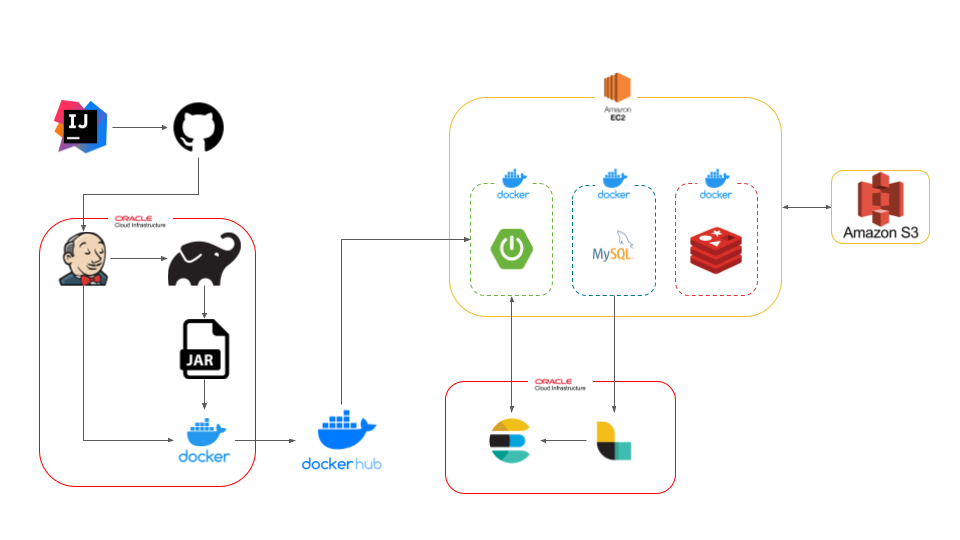 IJ
Amazon
EC2
docker
docker
docker
ORACLE
Cloud Infrastructure
MySQL
Amazon S3
JAR
ORACLE
Cloud Infrastructure
docker
docker hub